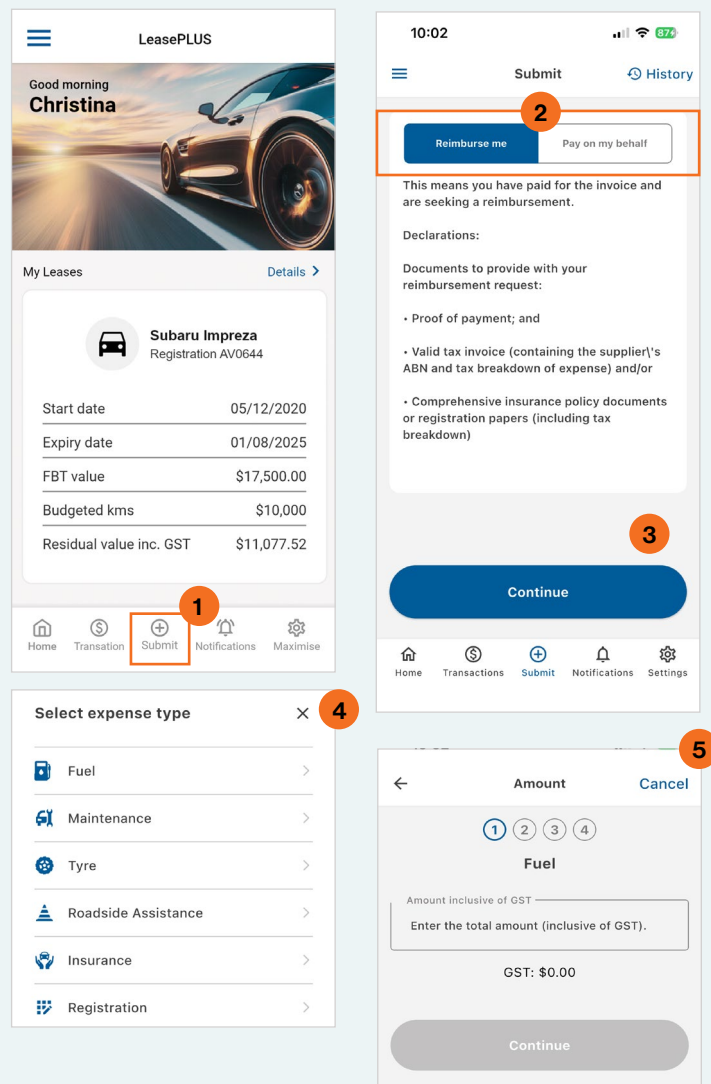 LeasePLUS
Good morning
Christina
My Leases
Details >
Subaru Impreza
Registration AV0644
Start date 05/12/2020
Expiry date 01/08/2025
FBT value $17,500.00
Budgeted kms $10,000
Residual value inc. GST $11,077.52
1
Home Transation Submit Notifications Maximise
10:02 87
Submit History
2
Reimburse me Pay on my behalf
This means you have paid for the invoice and
are seeking a reimbursement.
Declarations:
Documents to provide with your
reimbursement request:
• Proof of payment; and
• Valid tax invoice (containing the supplier\'s
ABN and tax breakdown of expense) and/or
• Comprehensive insurance policy documents
or registration papers (including tax
breakdown)
3
Continue
Home Transactions Submit Notifications Settings
Select expense type
4
Fuel
Maintenance
Tyre
Roadside Assistance
Insurance
Registration
5
Amount Cancel
1 2 3 4
Fuel
Amount inclusive of GST
Enter the total amount (inclusive of GST).
GST: $0.00
Continue